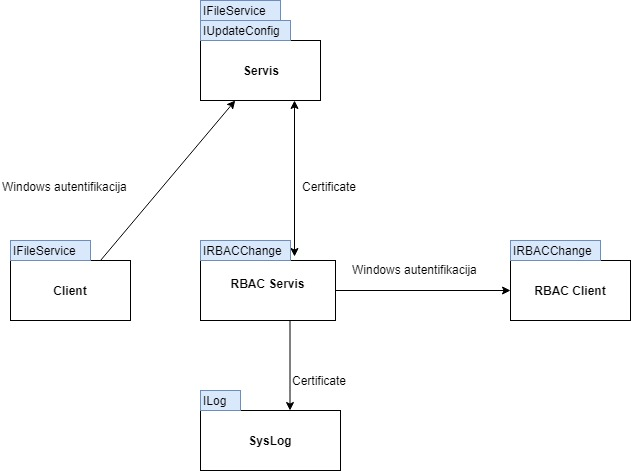 IFileService
IUpdateConfig
Servis
Windows autentifikacija
Certificate
IFileService
Client
IRBACChange
RBAC Servis
Windows autentifikacija
IRBACChange
RBAC Client
Certificate
ILog
SysLog